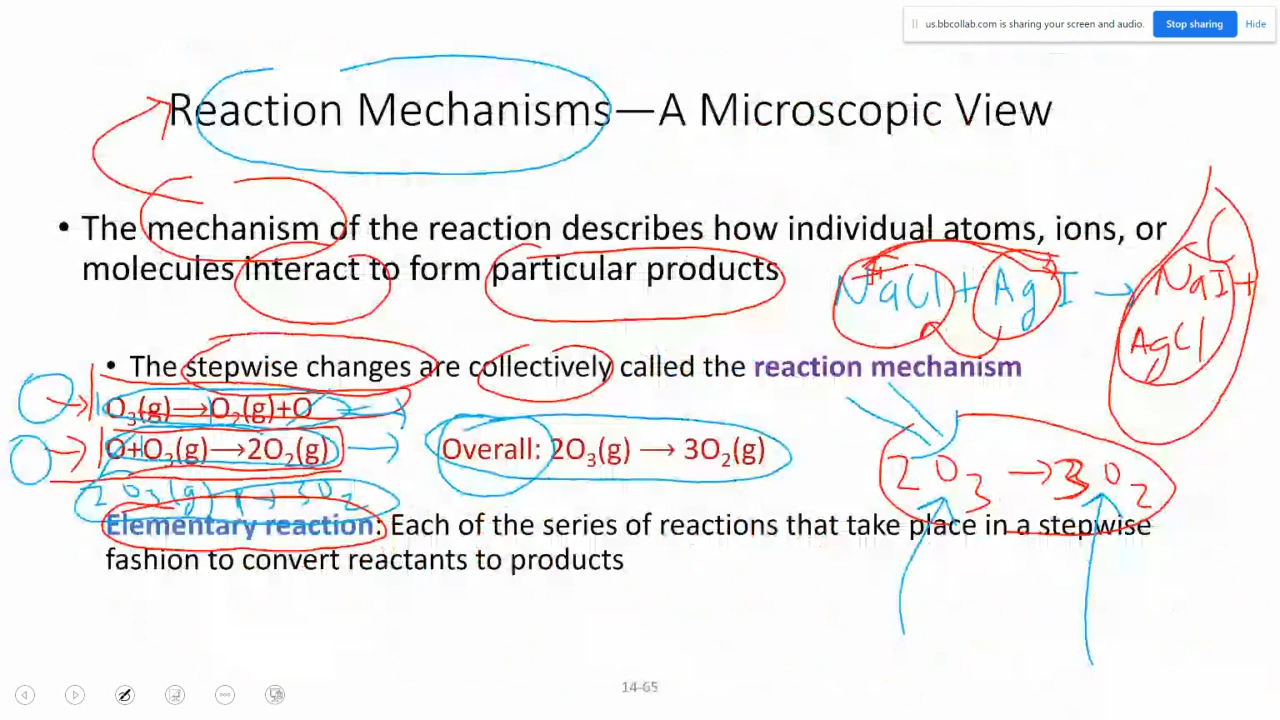 us.bbcollab.com is sharing your screen and audio. Stop sharing Hide
Reaction Mechanisms—A Microscopic View
• The mechanism of the reaction describes how individual atoms, ions, or
molecules interact to form particular products
NaCl + AgI → NaI +
AgCl
• The stepwise changes are collectively called the reaction mechanism
O₃(g)⟶O₂(g)+O
O+O₃(g)⟶2O₂(g)
Overall: 2O₃(g) ⟶ 3O₂(g)
2O₃ → 3O₂
2O₃(g) → 3O₂
Elementary reaction: Each of the series of reactions that take place in a stepwise
fashion to convert reactants to products
14-65